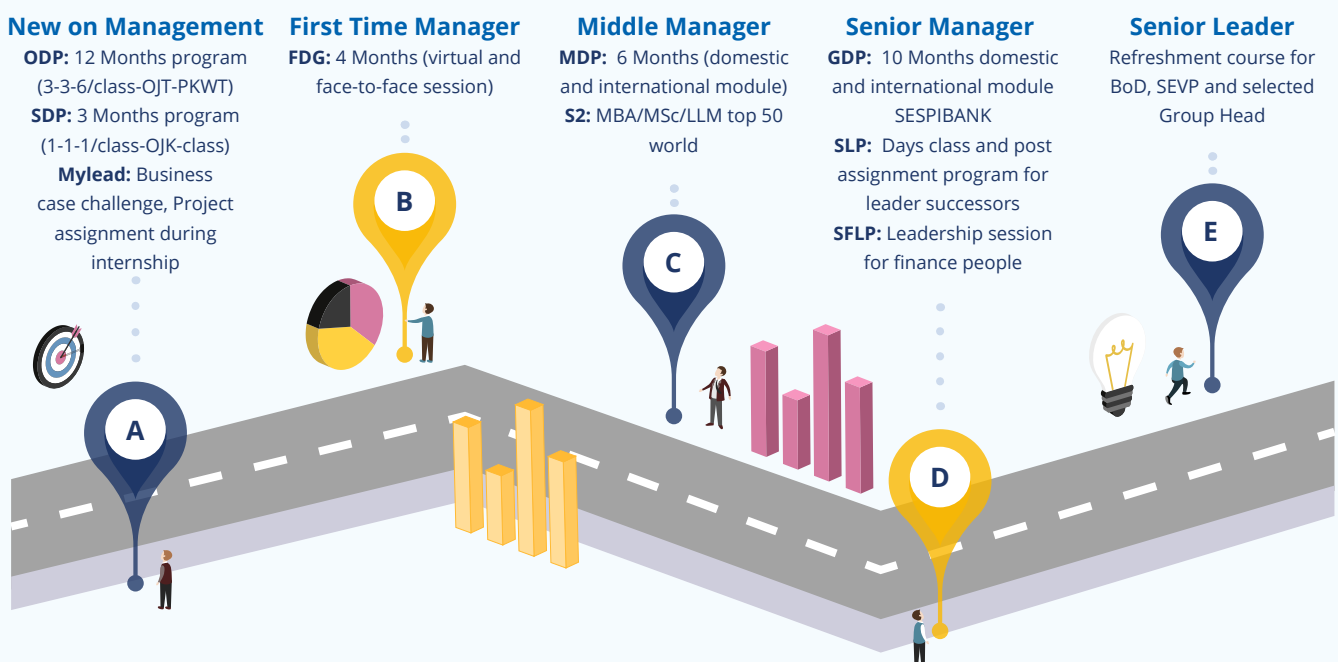 New on Management
ODP: 12 Months program
(3-3-6/class-OJT-PKWT)
SDP: 3 Months program
(1-1-1/class-OJK-class)
Mylead: Business
case challenge, Project
assignment during
internship
First Time Manager
FDG: 4 Months (virtual and
face-to-face session)
Middle Manager
MDP: 6 Months (domestic
and international module)
S2: MBA/MSc/LLM top 50
world
Senior Manager
GDP: 10 Months domestic
and international module
SESPIBANK
SLP: Days class and post
assignment program for
leader successors
SFLP: Leadership session
for finance people
Senior Leader
Refreshment course for
BoD, SEVP and selected
Group Head
A
B
C
D
E